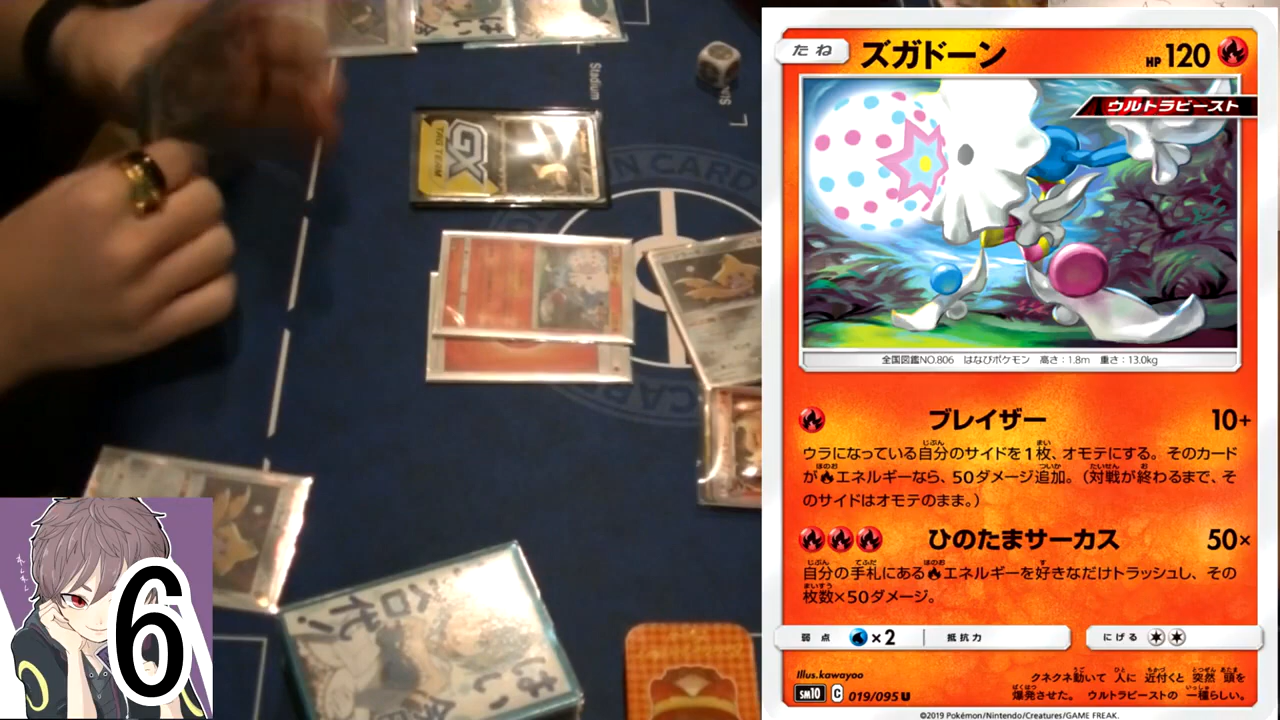 はい
Stadium
GX
TAG TEAM
6
たね
ズガドーン
HP 120
ウルトラビースト
全国図鑑NO.806 はなびポケモン 高さ:1.8m 重さ:13.0kg
ブレイザー 10+
ウラになっている自分のサイドを1枚、オモテにする。そのカード
がエネルギーなら、50ダメージ追加。(対戦が終わるまで、そ
のサイドはオモテのまま。)
ひのたまサーカス 50×
自分の手札にあるエネルギーを好きなだけトラッシュし、その
枚数×50ダメージ。
弱点 ×2 抵抗力 にげる
Illus.kawayoo
SM10 C 019/095 U
クネクネ動いて 人に 近付くと 突然 頭を
爆発させた。 ウルトラビーストの 一種らしい。
©2019 Pokémon/Nintendo/Creatures/GAME FREAK.